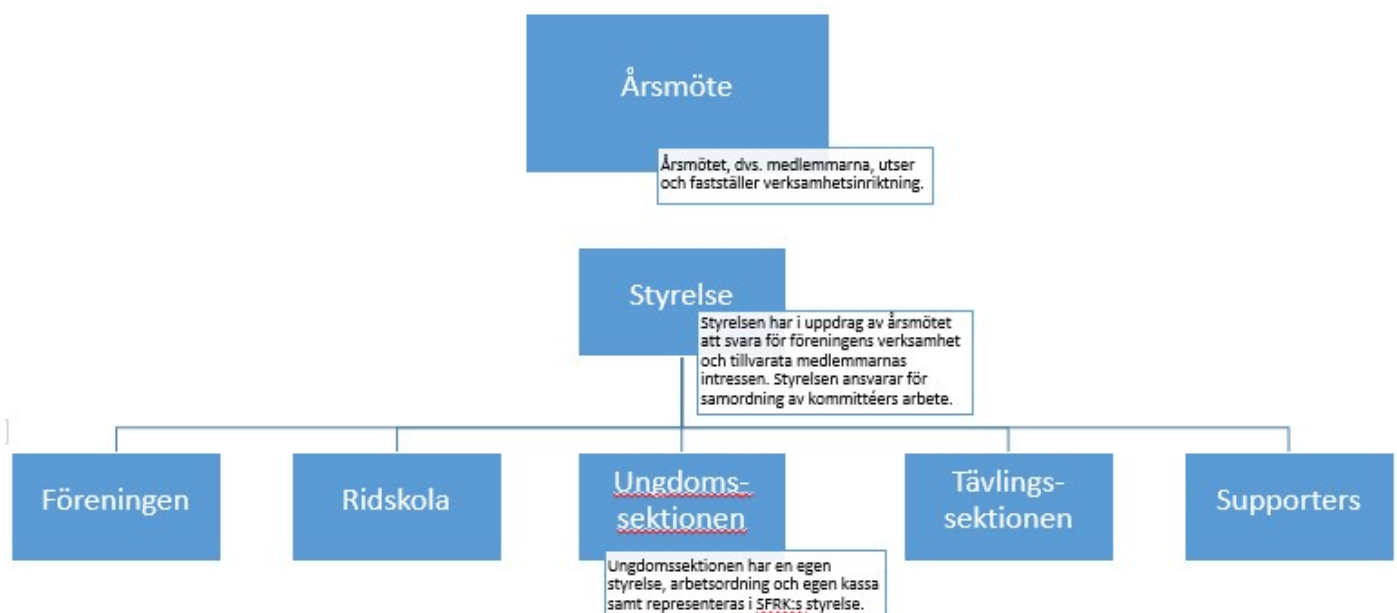 Årsmöte
Årsmötet, dvs. medlemmarna, utser
och fastställer verksamhetsinriktning.
Styrelse
Styrelsen har i uppdrag av årsmötet
att svara för föreningens verksamhet
och tillvarata medlemmarnas
intressen. Styrelsen ansvarar för
samordning av kommittéers arbete.
Föreningen
Ridskola
Ungdoms-
sektionen
Tävlings-
sektionen
Supporters
Ungdomssektionen har en egen
styrelse, arbetsordning och egen kassa
samt representeras i SFRK:s styrelse.